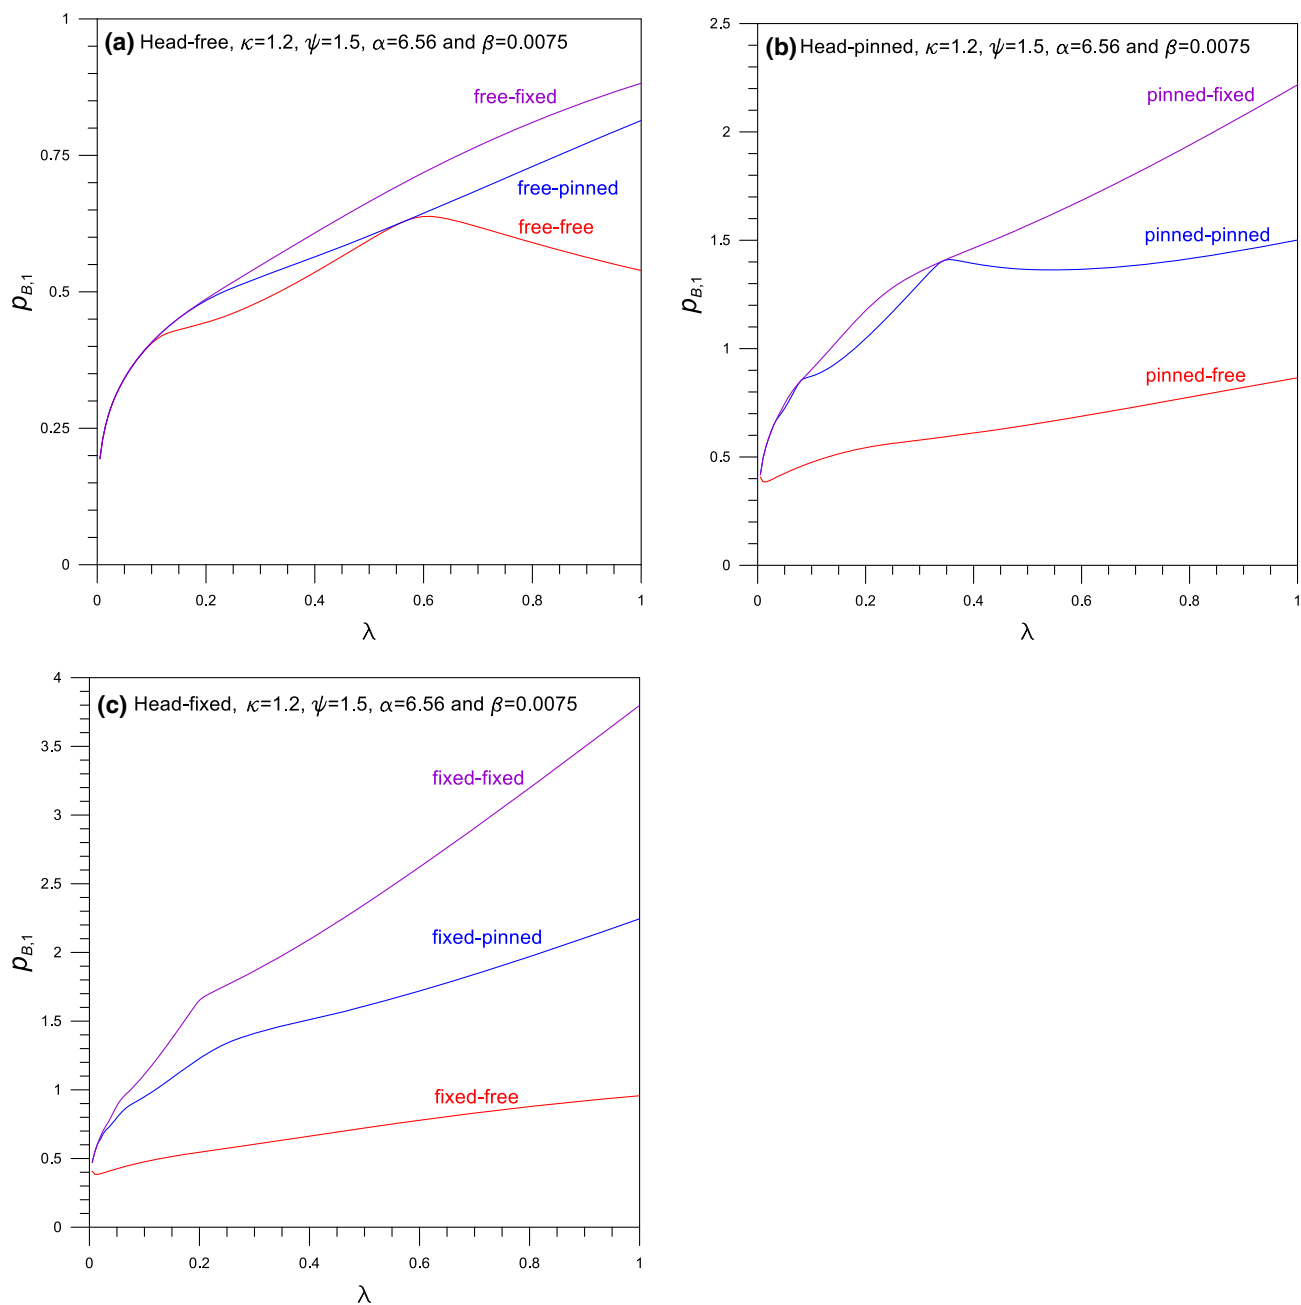 (a) Head-free, κ=1.2, ψ=1.5, α=6.56 and β=0.0075
1
0.75
0.5
0.25
0
pB,1
free-fixed
free-pinned
free-free
0 0.2 0.4 0.6 0.8 1
λ
(b) Head-pinned, κ=1.2, ψ=1.5, α=6.56 and β=0.0075
2.5
2
1.5
1
0.5
0
pB,1
pinned-fixed
pinned-pinned
pinned-free
0 0.2 0.4 0.6 0.8 1
λ
(c) Head-fixed, κ=1.2, ψ=1.5, α=6.56 and β=0.0075
4
3.5
3
2.5
2
1.5
1
0.5
0
pB,1
fixed-fixed
fixed-pinned
fixed-free
0 0.2 0.4 0.6 0.8 1
λ